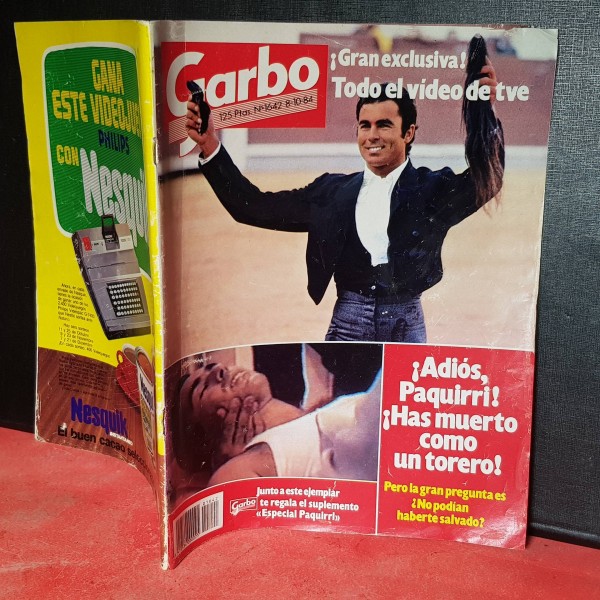 GANA
ESTE VIDEOJUE
PHILIPS
CON
Nesqui
Nesquik
El buen cacao
Garbo
125 Ptas. Nº 1642 8-10-84
¡Gran exclusiva!
Todo el vídeo de tve
¡Adiós,
Paquirri!
¡Has muerto
como
un torero!
Pero la gran pregunta es
¿No podían
haberte salvado?
Garbo
Junto a este ejemplar
te regala el suplemento
«Especial Paquirri»